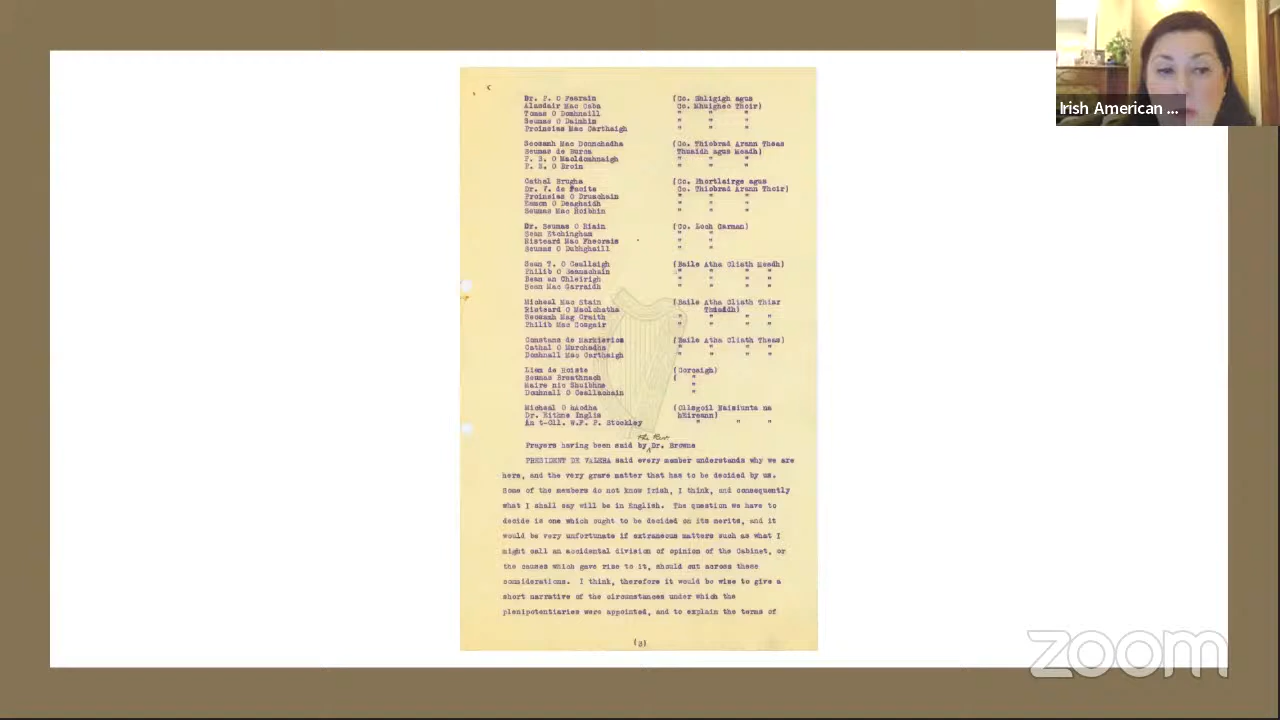 Irish American ...
Dr. P. O Fearain (Co. Shligigh agus
Alasdair Mac Caba Co. Mhuigheo Thoir)
Tomas O Domhnaill " " "
Seumas O Daimhin " " "
Proinsias Mac Carthaigh " " "
Seosamh Mac Donnchadha (Co. Thiobrad Arann Theas
Seumas de Burca Thuaidh agus Meadh)
P. S. O Maoldomhnaigh " " "
P. S. O Broin " " "
Cathal Brugha (Co. Phortlairge agus
Dr. V. de Faoite Co. Thiobrad Arann Thoir)
Proinsias O Druachain " " "
Eamon O Deaghaidh " " "
Seumas Mac Roibhin " " "
Dr. Seumas O Riain (Co. Loch Garman)
Sean Etchingham " "
Risteard Mac Fheorais " "
Seumas O Dubhghaill " "
Sean T. O Ceallaigh (Baile Atha Cliath Meadh)
Philib O Seanachain " " " "
Sean an Chleirigh " " " "
Sean Mac Garraidh " " " "
Micheal Mac Stain (Baile Atha Cliath Thiar
Risteard O Maolchatha Thuaidh)
Seosamh Mag Craith " " " "
Philib Mac Cosgair " " " "
Constans de Markievics (Baile Atha Cliath Theas)
Cathal O Murchadha " " " "
Domhnall Mac Carthaigh " " " "
Liam de Roiste (Corcaigh)
Seumas Breathnach ( "
Maire nic Shuibhne "
Domhnall O Ceallachain "
Micheal O hAodha (Ollsgoil Naisiunta na
Dr. Eithne Inglis hEireann)
An t-Oll. W.F. P. Stockley " " "
The Rev.
Prayers having been said by Dr. Browne
PRESIDENT DE VALERA said every member understands why we are
here, and the very grave matter that has to be decided by us.
Some of the members do not know Irish, I think, and consequently
what I shall say will be in English. The question we have to
decide is one which ought to be decided on its merits, and it
would be very unfortunate if extraneous matters such as what I
might call an accidental division of opinion of the Cabinet, or
the causes which gave rise to it, should cut across these
considerations. I think, therefore it would be wise to give a
short narrative of the circumstances under which the
plenipotentiaries were appointed, and to explain the terms of
(3)
zoom